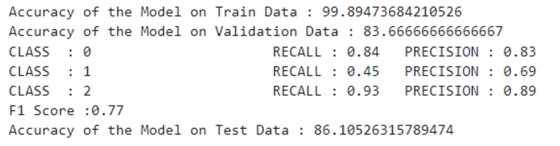 Accuracy of the Model on Train Data : 99.89473684210526
Accuracy of the Model on Validation Data : 83.66666666666667
CLASS  : 0                    RECALL : 0.84   PRECISION : 0.83
CLASS  : 1                    RECALL : 0.45   PRECISION : 0.69
CLASS  : 2                    RECALL : 0.93   PRECISION : 0.89
F1 Score :0.77
Accuracy of the Model on Test Data : 86.10526315789474